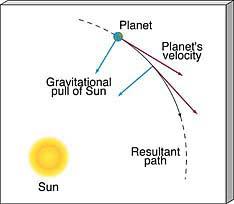 Planet
Planet's
velocity
Gravitational
pull of Sun
Resultant
path
Sun